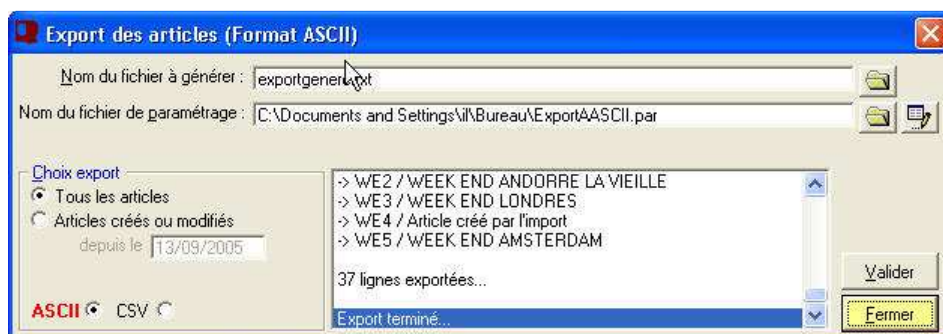 Export des articles (Format ASCII)
Nom du fichier à générer :
Nom du fichier de paramétrage : C:\Documents and Settings\il\Bureau\ExportAASCII.par
Choix export
Tous les articles
Articles créés ou modifiés
depuis le 13/09/2005
ASCII CSV
-> WE2 / WEEK END ANDORRE LA VIEILLE
-> WE3 / WEEK END LONDRES
-> WE4 / Article créé par l'import
-> WE5 / WEEK END AMSTERDAM
37 lignes exportées...
Export terminé...
Valider
Fermer